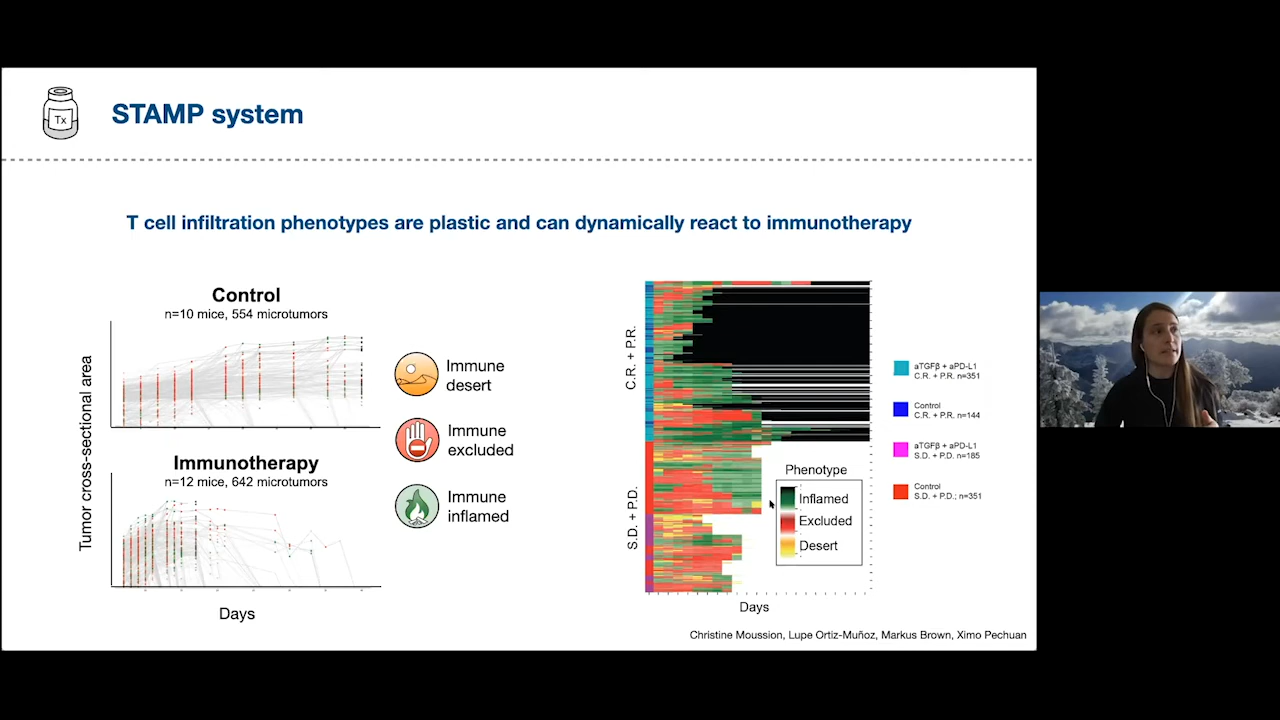 Tx
STAMP system
T cell infiltration phenotypes are plastic and can dynamically react to immunotherapy
Control
n=10 mice, 554 microtumors
Tumor cross-sectional area
Immunotherapy
n=12 mice, 642 microtumors
Days
Immune
desert
Immune
excluded
Immune
inflamed
C.R. + P.R.
S.D. + P.D.
Phenotype
Inflamed
Excluded
Desert
Days
aTGFβ + aPD-L1
C.R. + P.R. n=351
Control
C.R. + P.R. n=144
aTGFβ + aPD-L1
S.D. + P.D. n=185
Control
S.D. + P.D.; n=351
Christine Moussion, Lupe Ortiz-Muñoz, Markus Brown, Ximo Pechuan